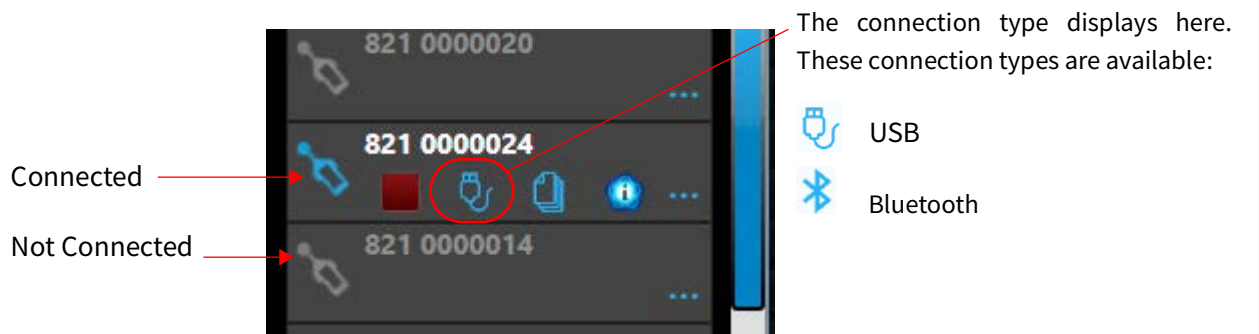 The connection type displays here.
These connection types are available:
USB
Bluetooth
821 0000020
...
Connected
821 0000024
...
Not Connected
821 0000014
...